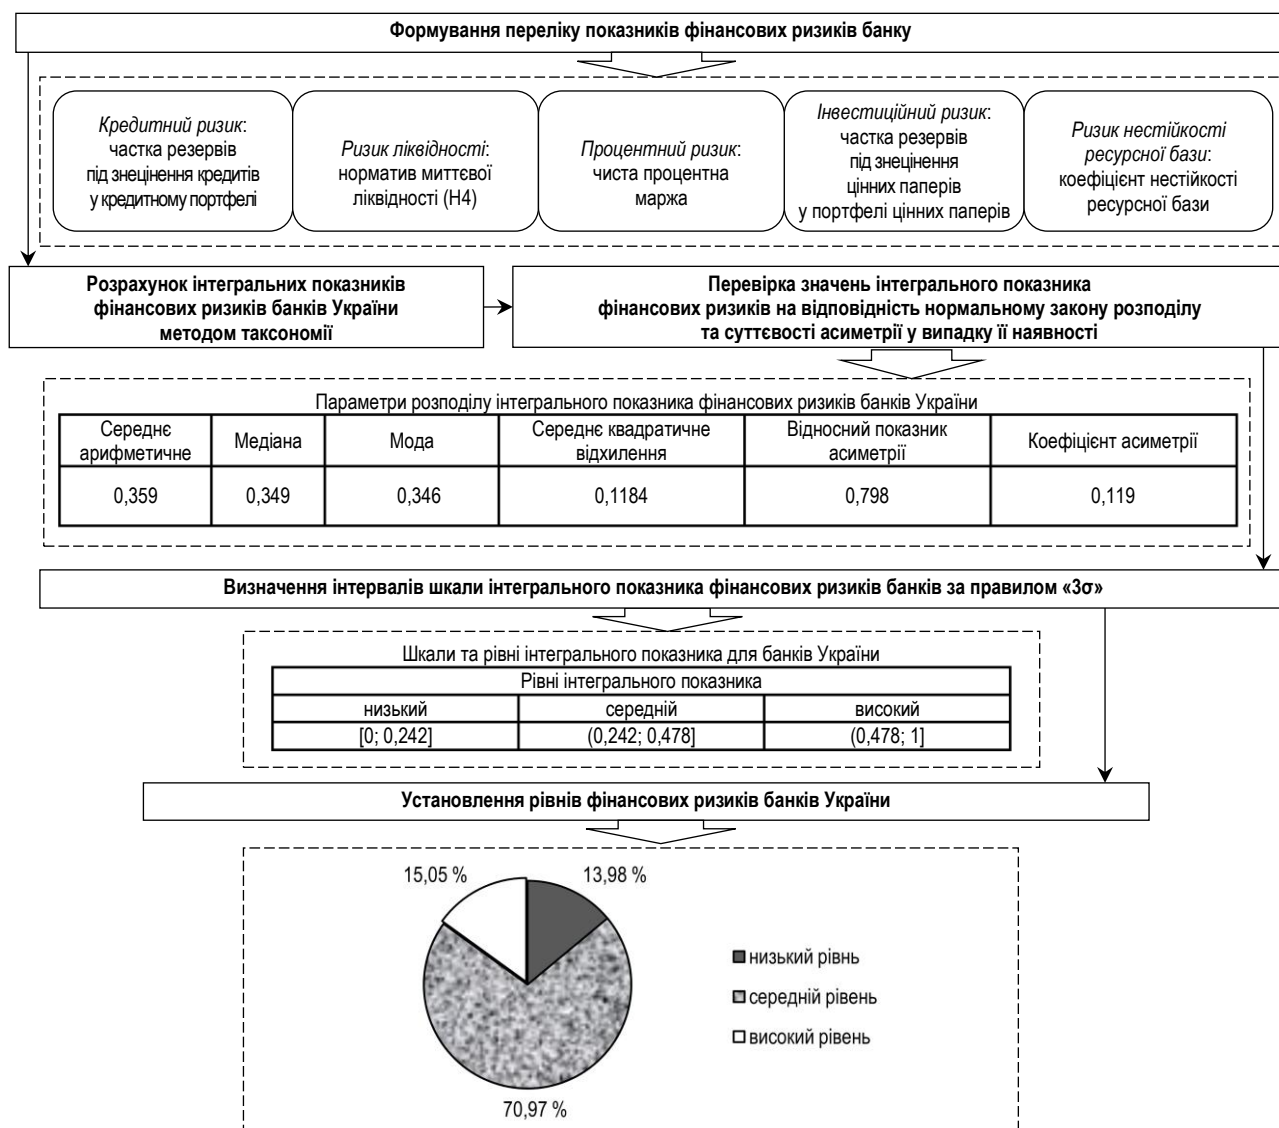 Формування переліку показників фінансових ризиків банку
Кредитний ризик:
частка резервів
під знецінення кредитів
у кредитному портфелі
Ризик ліквідності:
норматив миттєвої
ліквідності (Н4)
Процентний ризик:
чиста процентна
маржа
Інвестиційний ризик:
частка резервів
під знецінення
цінних паперів
у портфелі цінних паперів
Ризик нестійкості
ресурсної бази:
коефіцієнт нестійкості
ресурсної бази
Розрахунок інтегральних показників
фінансових ризиків банків України
методом таксономії
Перевірка значень інтегрального показника
фінансових ризиків на відповідність нормальному закону розподілу
та суттєвості асиметрії у випадку її наявності
Параметри розподілу інтегрального показника фінансових ризиків банків України
Середнє
арифметичне
Медіана
Мода
Середнє квадратичне
відхилення
Відносний показник
асиметрії
Коефіцієнт асиметрії
0,359
0,349
0,346
0,1184
0,798
0,119
Визначення інтервалів шкали інтегрального показника фінансових ризиків банків за правилом «3σ»
Шкали та рівні інтегрального показника для банків України
Рівні інтегрального показника
низький
середній
високий
[0; 0,242]
(0,242; 0,478]
(0,478; 1]
Установлення рівнів фінансових ризиків банків України
15,05 %
13,98 %
70,97 %
низький рівнь
середній рівень
високий рівень